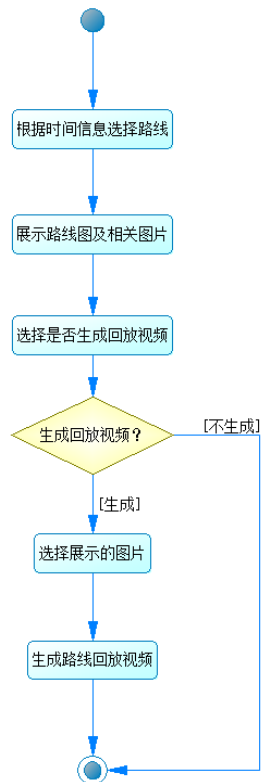 根据时间信息选择路线
展示路线图及相关图片
选择是否生成回放视频
生成回放视频？
[不生成]
[生成]
选择展示的图片
生成路线回放视频